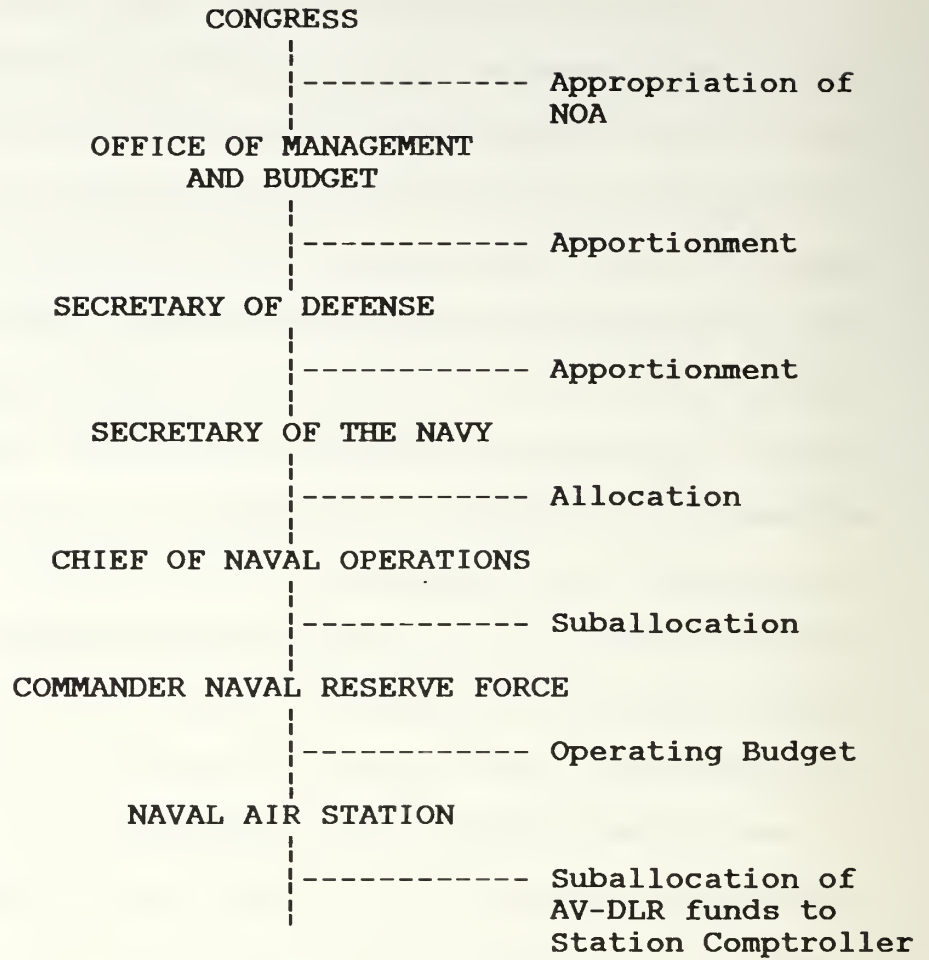 CONGRESS
Appropriation of
NOA
OFFICE OF MANAGEMENT
AND BUDGET
Apportionment
SECRETARY OF DEFENSE
Apportionment
SECRETARY OF THE NAVY
Allocation
CHIEF OF NAVAL OPERATIONS
Suballocation
COMMANDER NAVAL RESERVE FORCE
Operating Budget
NAVAL AIR STATION
Suballocation of
AV-DLR funds to
Station Comptroller